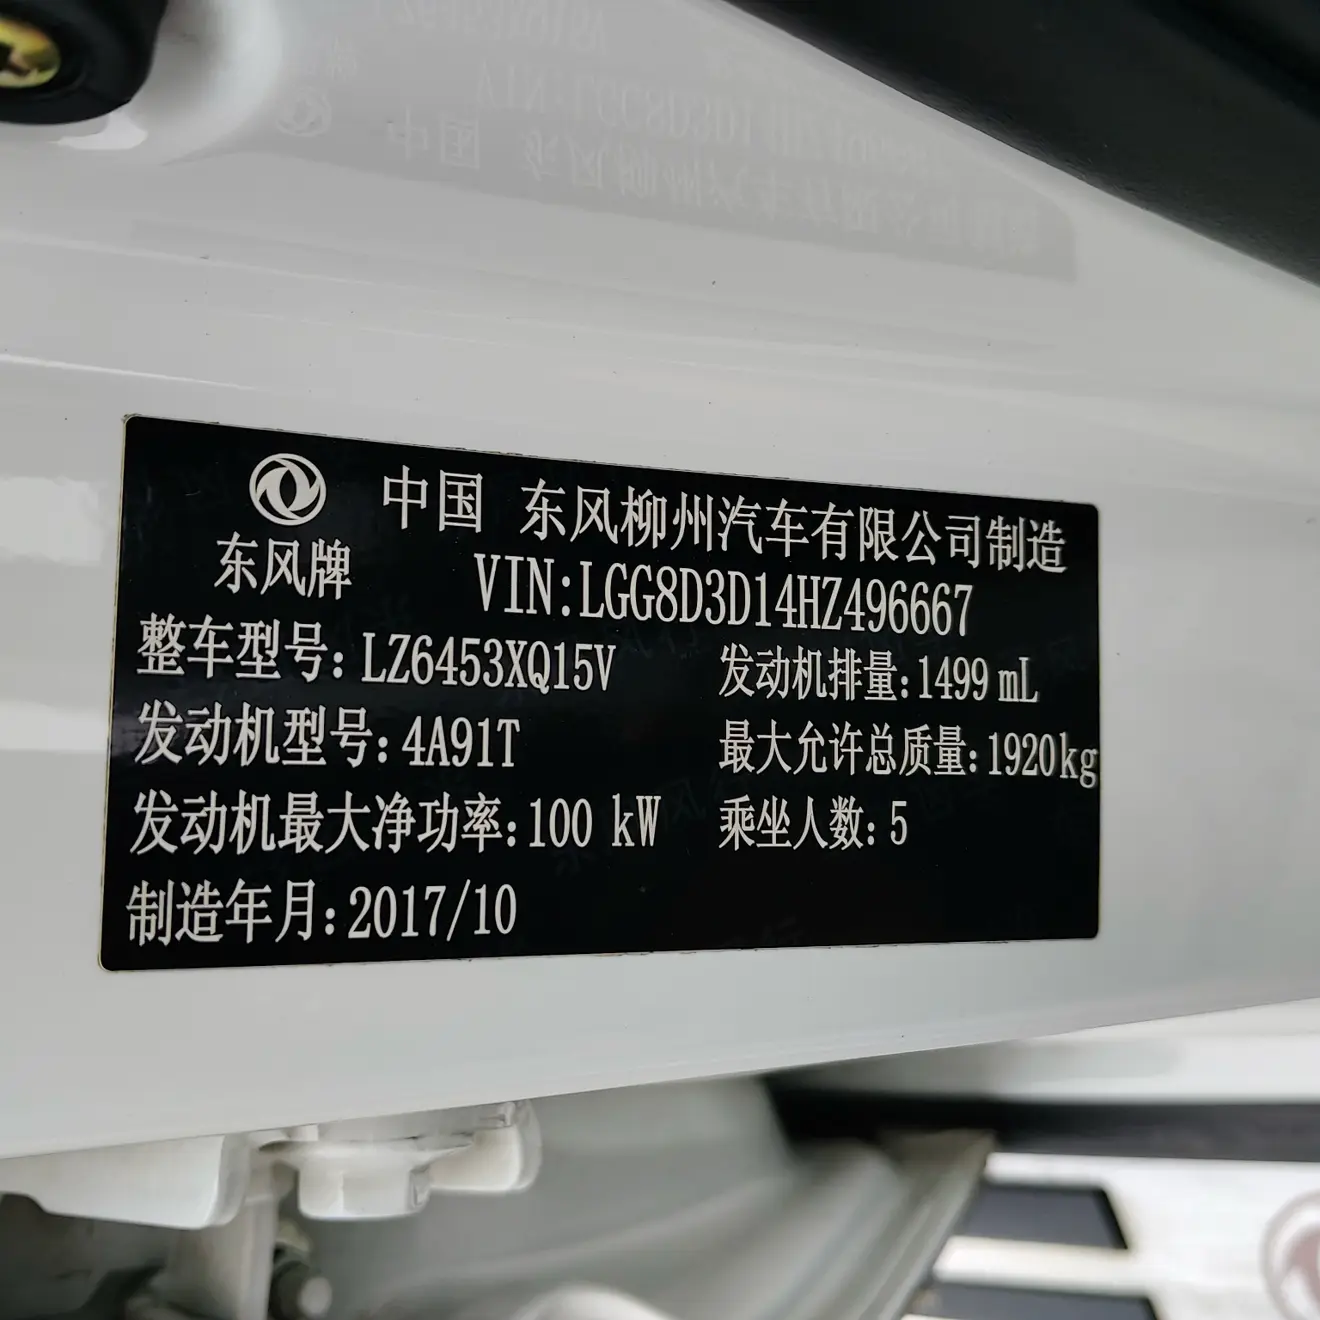 中国 东风柳州汽车有限公司制造
东风牌
VIN:LGG8D3D14HZ496667
整车型号:LZ6453XQ15V 发动机排量:1499 mL
发动机型号:4A91T 最大允许总质量:1920kg
发动机最大净功率:100 kW 乘坐人数:5
制造年月:2017/10